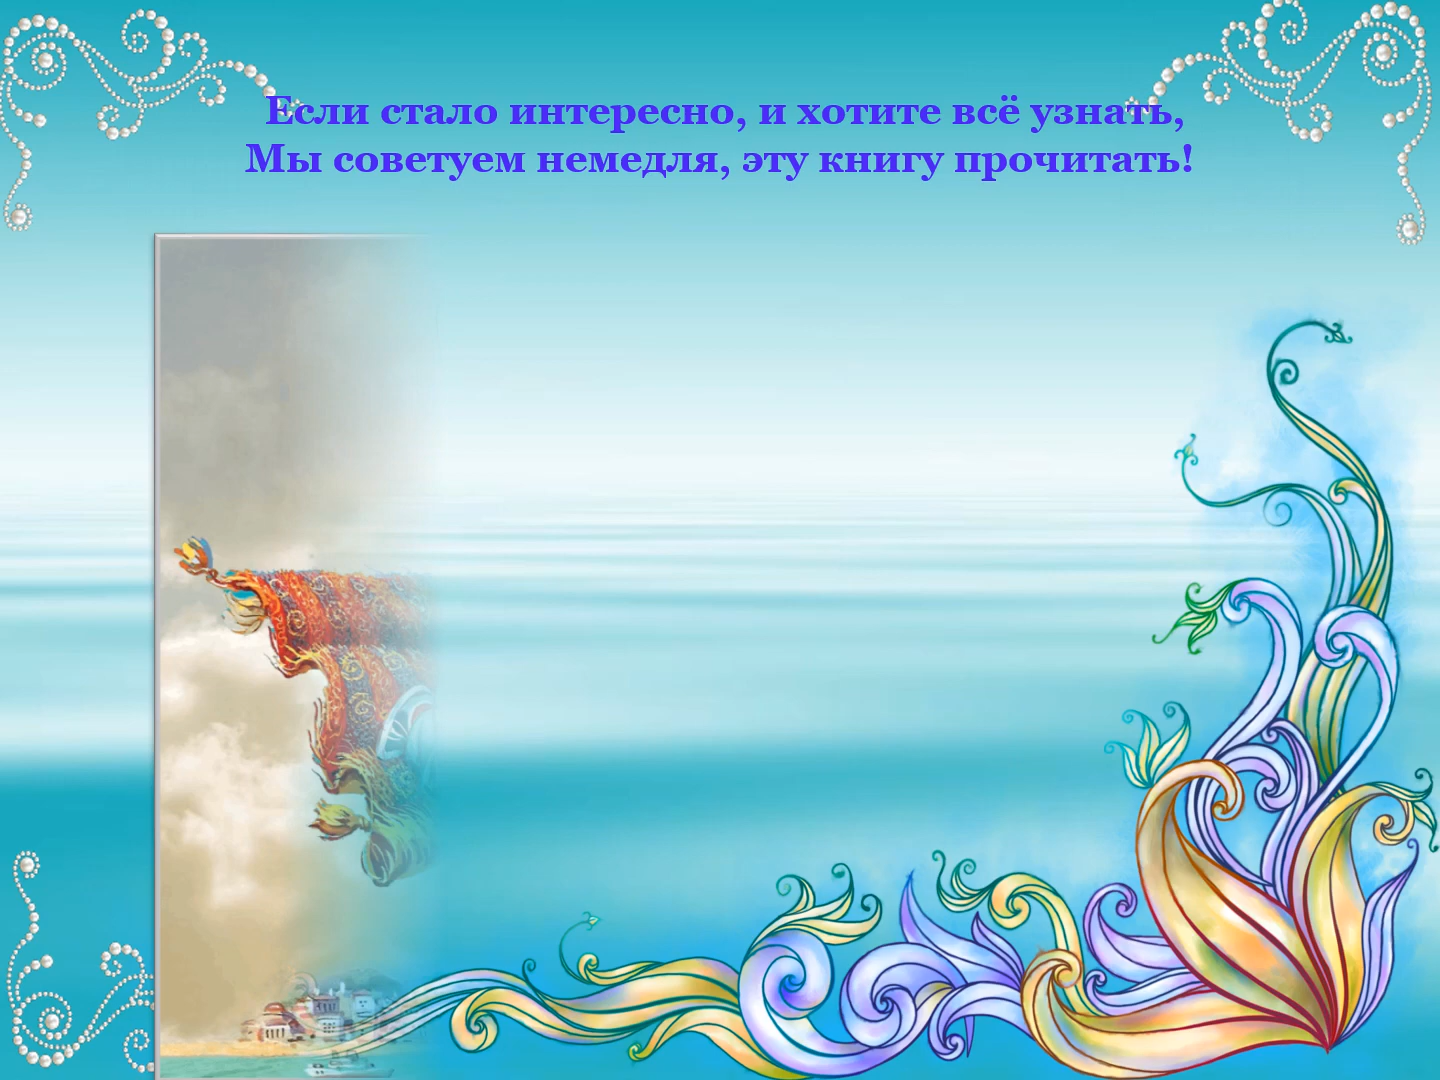 Если стало интересно, и хотите всё узнать,
Мы советуем немедля, эту книгу прочитать!